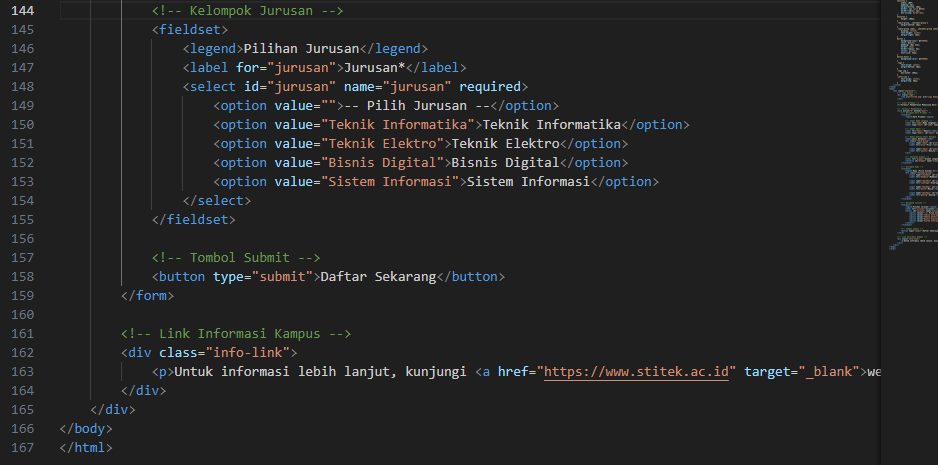 144 <!-- Kelompok Jurusan -->
145 <fieldset>
146 <legend>Pilihan Jurusan</legend>
147 <label for="jurusan">Jurusan*</label>
148 <select id="jurusan" name="jurusan" required>
149 <option value="">-- Pilih Jurusan --</option>
150 <option value="Teknik Informatika">Teknik Informatika</option>
151 <option value="Teknik Elektro">Teknik Elektro</option>
152 <option value="Bisnis Digital">Bisnis Digital</option>
153 <option value="Sistem Informasi">Sistem Informasi</option>
154 </select>
155 </fieldset>
156
157 <!-- Tombol Submit -->
158 <button type="submit">Daftar Sekarang</button>
159 </form>
160
161 <!-- Link Informasi Kampus -->
162 <div class="info-link">
163 <p>Untuk informasi lebih lanjut, kunjungi <a href="https://www.stitek.ac.id" target="_blank">we
164 </div>
165 </div>
166 </body>
167 </html>